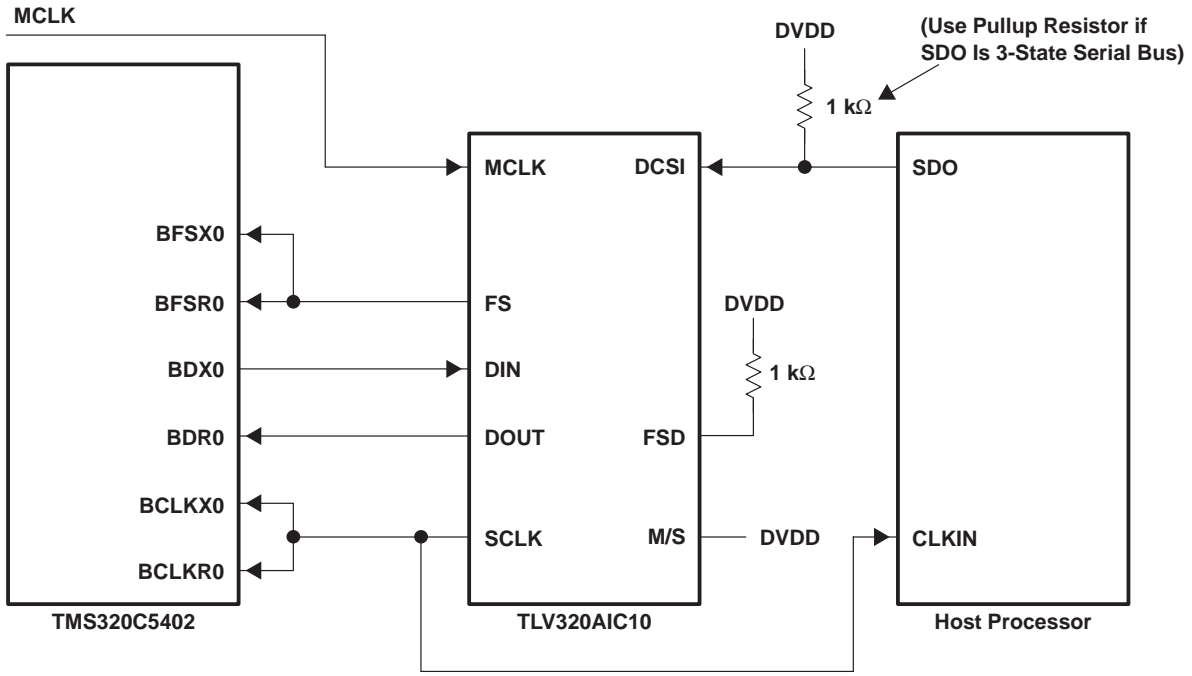 MCLK
DVDD
(Use Pullup Resistor if
SDO Is 3-State Serial Bus)
1 kΩ
MCLK
DCSI
SDO
BFSX0
BFSR0
FS
DVDD
BDX0
DIN
1 kΩ
BDR0
DOUT
FSD
BCLKX0
SCLK
M/S
DVDD
CLKIN
BCLKR0
TMS320C5402
TLV320AIC10
Host Processor